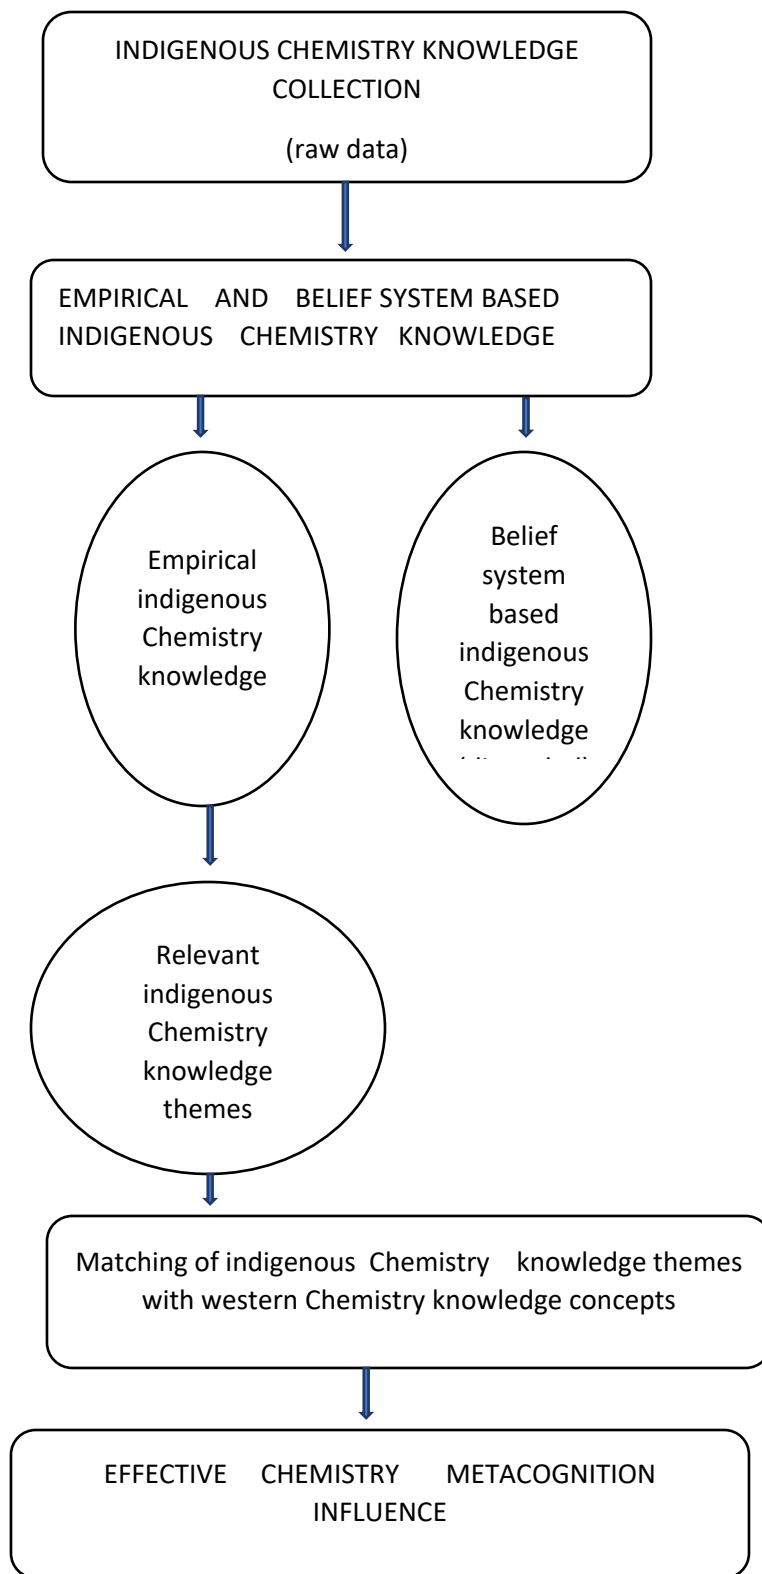 INDIGENOUS CHEMISTRY KNOWLEDGE
COLLECTION
(raw data)
EMPIRICAL AND BELIEF SYSTEM BASED
INDIGENOUS CHEMISTRY KNOWLEDGE
Empirical
indigenous
Chemistry
knowledge
Belief
system
based
indigenous
Chemistry
knowledge
Relevant
indigenous
Chemistry
knowledge
themes
Matching of indigenous Chemistry knowledge themes
with western Chemistry knowledge concepts
EFFECTIVE CHEMISTRY METACOGNITION
INFLUENCE